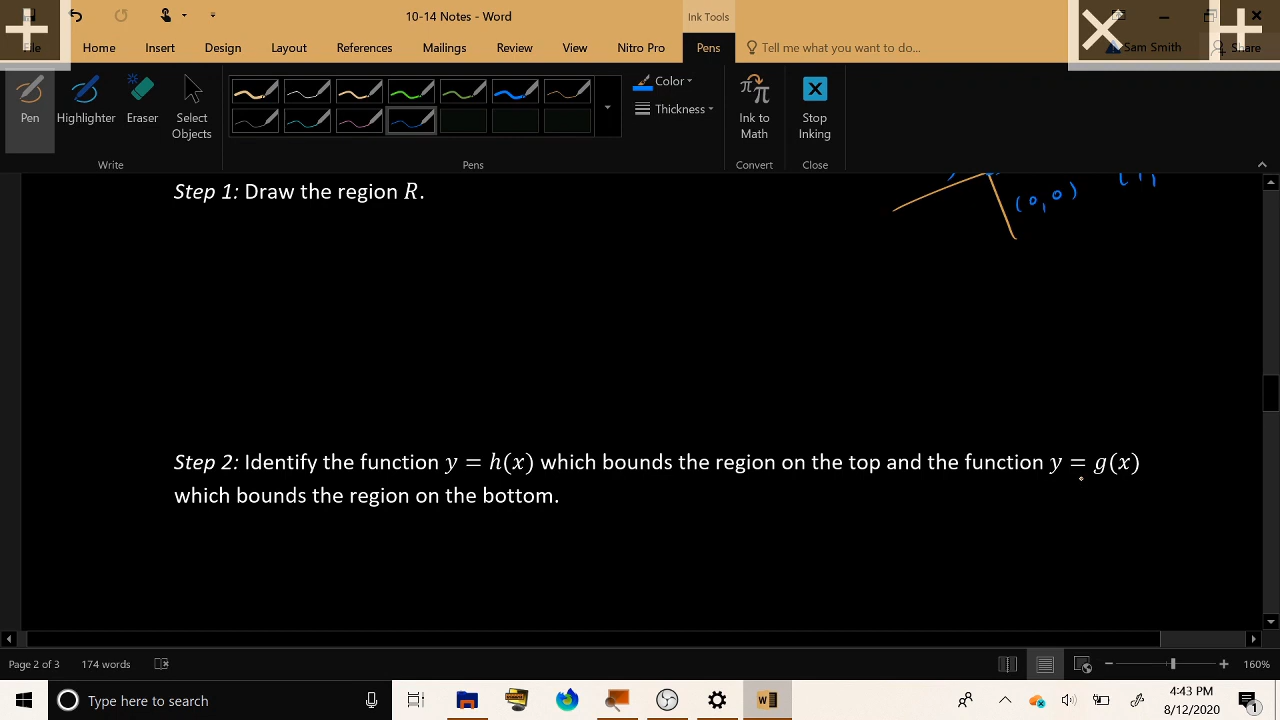 10-14 Notes - Word
Ink Tools
File
Home
Insert
Design
Layout
References
Mailings
Review
View
Nitro Pro
Pens
Tell me what you want to do...
Sam Smith
Share
Pen
Highlighter
Eraser
Select
Objects
Color
Thickness
Ink to
Math
Stop
Inking
Write
Pens
Convert
Close
Step 1: Draw the region R.
(0,0)
Step 2: Identify the function y = h(x) which bounds the region on the top and the function y = g(x)
which bounds the region on the bottom.
Page 2 of 3
174 words
160%
Type here to search
4:43 PM
8/12/2020
1